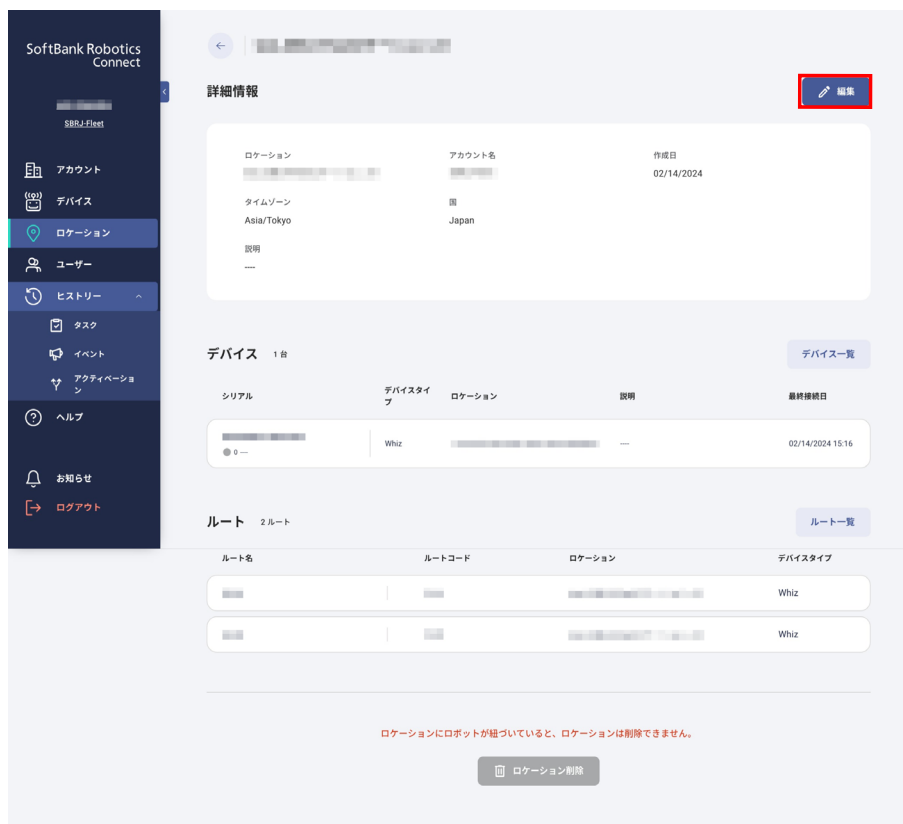 SoftBank Robotics
Connect
SBRJ-Fleet
アカウント
デバイス
ロケーション
ユーザー
ヒストリー
タスク
イベント
アクティベーショ
ン
ヘルプ
お知らせ
ログアウト
詳細情報
編集
ロケーション アカウント名 作成日
02/14/2024
タイムゾーン 国
Asia/Tokyo Japan
説明
----
デバイス 1 台 デバイス一覧
シリアル デバイスタイ
プ ロケーション 説明 最終接続日
Whiz ---- 02/14/2024 15:16
0 ---
ルート 2 ルート ルート一覧
ルート名 ルートコード ロケーション デバイスタイプ
Whiz
Whiz
ロケーションにロボットが紐づいていると、ロケーションは削除できません。
ロケーション削除